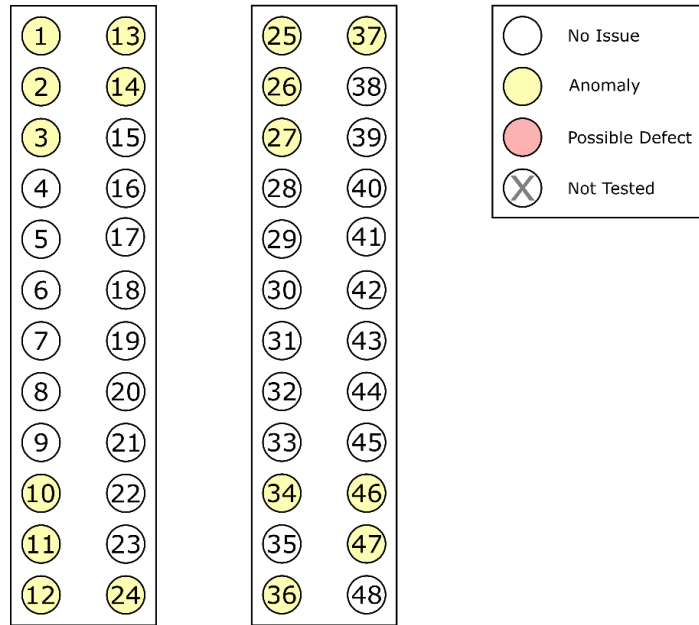 1 13 25 37 No Issue
2 14 26 38 Anomaly
3 15 27 39 Possible Defect
4 16 28 40 X Not Tested
5 17 29 41
6 18 30 42
7 19 31 43
8 20 32 44
9 21 33 45
10 22 34 46
11 23 35 47
12 24 36 48